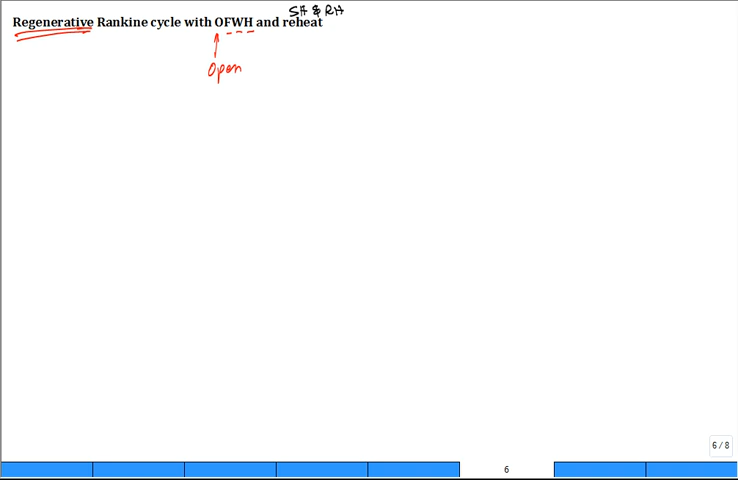 SH & RH
Regenerative Rankine cycle with OFWH and reheat
Open
6 / 8
6